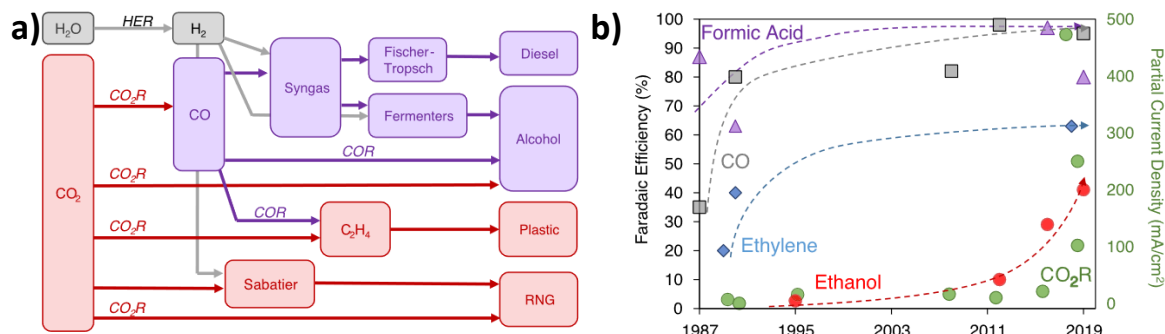 a)
H₂O
HER
H₂
CO₂
CO₂R
CO
Syngas
Fischer-
Tropsch
Diesel
Fermenters
Alcohol
COR
CO₂R
COR
CO₂R
C₂H₄
Plastic
Sabatier
RNG
CO₂R
b)
Faradaic Efficiency (%)
100
90
80
70
60
50
40
30
20
10
0
Formic Acid
CO
Ethylene
Ethanol
CO₂R
1987
1995
2003
2011
2019
500
400
300
200
100
0
Partial Current
Density (mA/cm²)